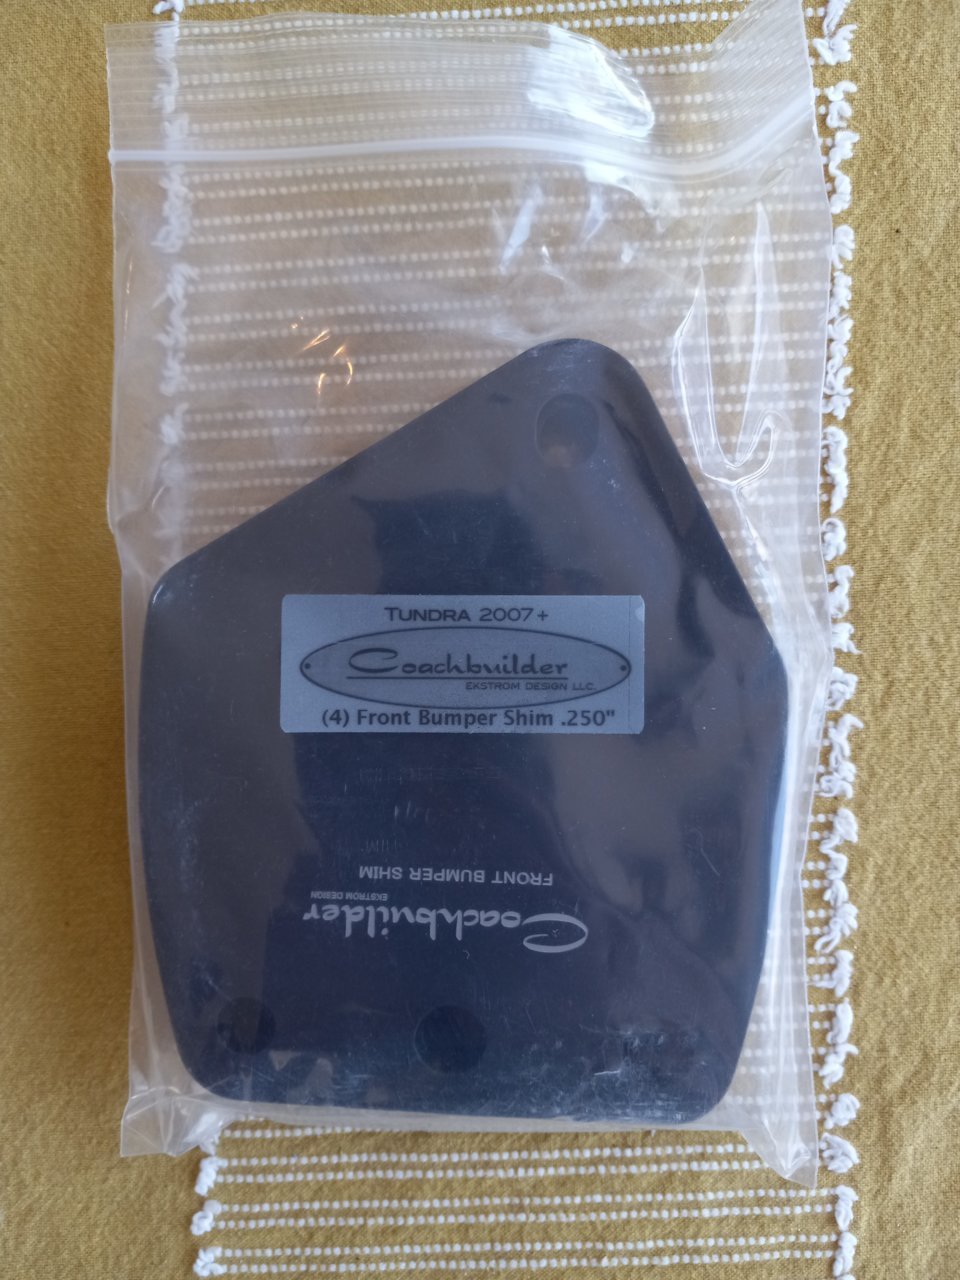 TUNDRA 2007+
Coachbuilder
EKSTROM DESIGN LLC.
(4) Front Bumper Shim .250"
FRONT BUMPER SHIM
EKSTROM DESIGN
Coachbuilder